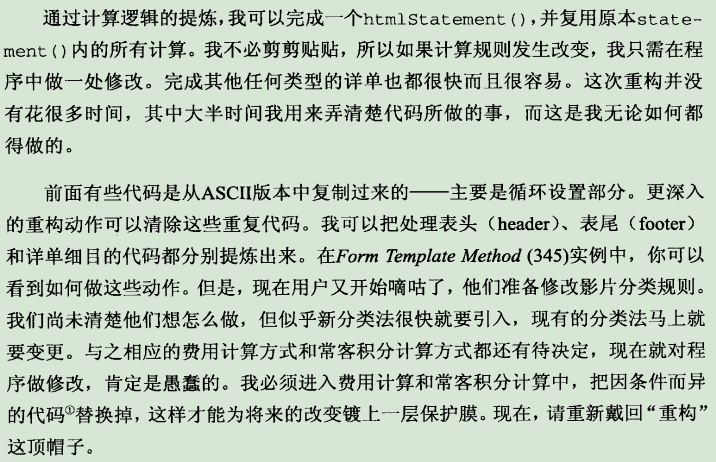 通过计算逻辑的提炼，我可以完成一个htmlStatement()，并复用原本state-
ment()内的所有计算。我不必剪剪贴贴，所以如果计算规则发生改变，我只需在程
序中做一处修改。完成其他任何类型的详单也都很快而且很容易。这次重构并没
有花很多时间，其中大半时间我用来弄清楚代码所做的事，而这是我无论如何都
得做的。
前面有些代码是从ASCII版本中复制过来的——主要是循环设置部分。更深入
的重构动作可以清除这些重复代码。我可以把处理表头（header）、表尾（footer）
和详单细目的代码都分别提炼出来。在Form Template Method (345)实例中，你可以
看到如何做这些动作。但是，现在用户又开始嘀咕了，他们准备修改影片分类规则。
我们尚未清楚他们想怎么做，但似乎新分类法很快就要引入，现有的分类法马上就
要变更。与之相应的费用计算方式和常客积分计算方式都还有待决定，现在就对程
序做修改，肯定是愚蠢的。我必须进入费用计算和常客积分计算中，把因条件而异
的代码①替换掉，这样才能为将来的改变镀上一层保护膜。现在，请重新戴回“重构”
这顶帽子。